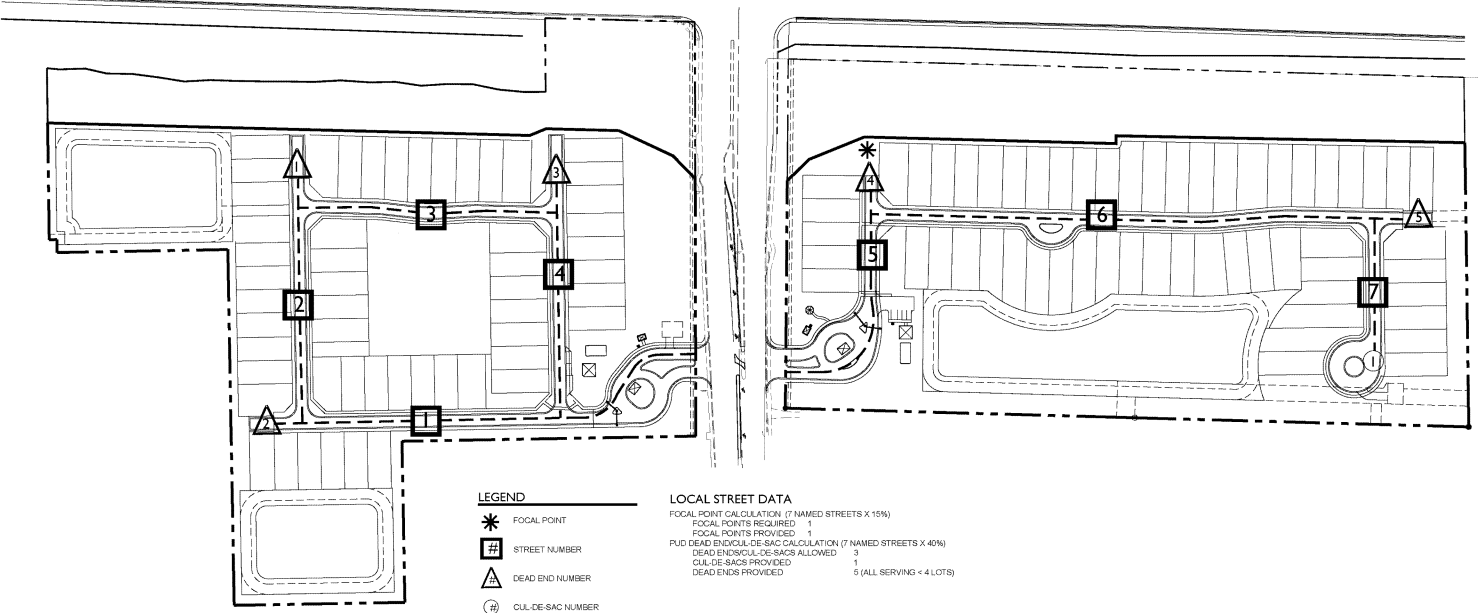 1
3
3
4
5
6
5
4
2
7
2
1
LEGEND
FOCAL POINT
# STREET NUMBER
# DEAD END NUMBER
# CUL-DE-SAC NUMBER
LOCAL STREET DATA
FOCAL POINT CALCULATION (7 NAMED STREETS X 15%)
FOCAL POINTS REQUIRED 1
FOCAL POINTS PROVIDED 1
PUD DEAD END/CUL-DE-SAC CALCULATION (7 NAMED STREETS X 40%)
DEAD ENDS/CUL-DE-SACS ALLOWED 3
CUL-DE-SACS PROVIDED 1
DEAD ENDS PROVIDED 5 (ALL SERVING < 4 LOTS)